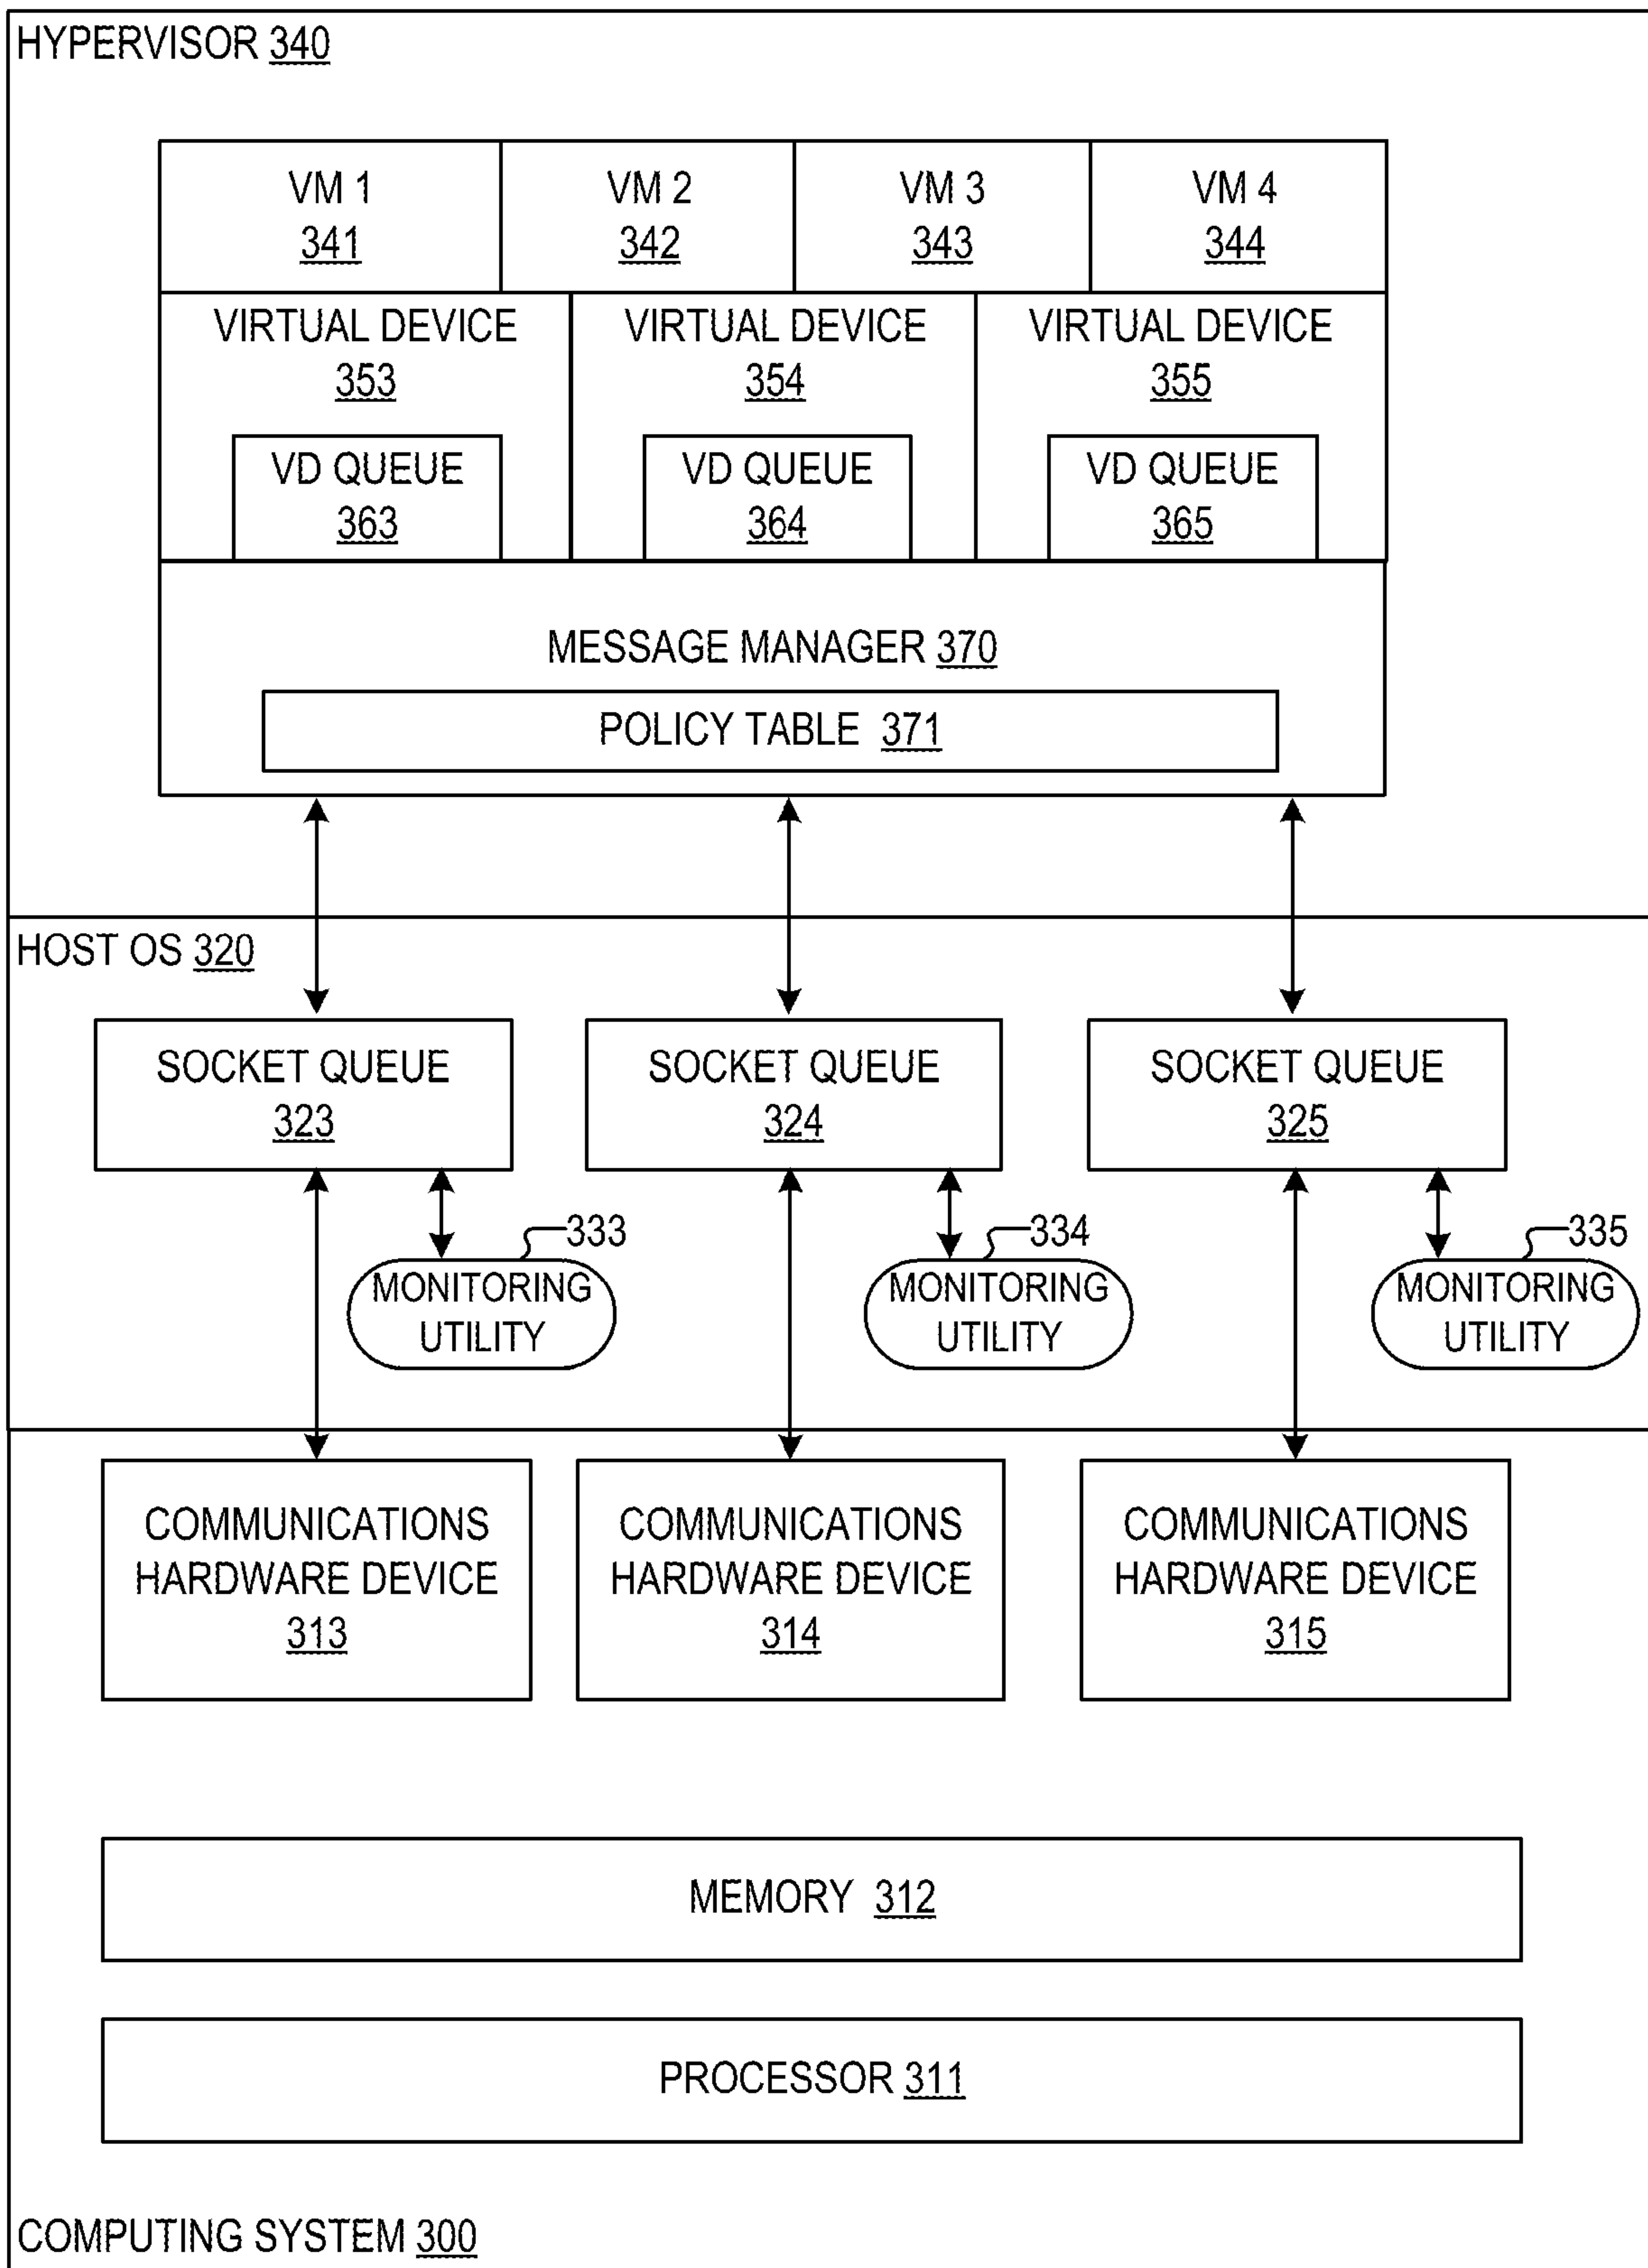 HYPERVISOR 340
VM 1 VM 2 VM 3 VM 4
341 342 343 344
VIRTUAL DEVICE VIRTUAL DEVICE VIRTUAL DEVICE
353 354 355
VD QUEUE VD QUEUE VD QUEUE
363 364 365
MESSAGE MANAGER 370
POLICY TABLE 371
HOST OS 320
SOCKET QUEUE SOCKET QUEUE SOCKET QUEUE
323 324 325
333 334 335
MONITORING MONITORING MONITORING
UTILITY UTILITY UTILITY
COMMUNICATIONS COMMUNICATIONS COMMUNICATIONS
HARDWARE DEVICE HARDWARE DEVICE HARDWARE DEVICE
313 314 315
MEMORY 312
PROCESSOR 311
COMPUTING SYSTEM 300